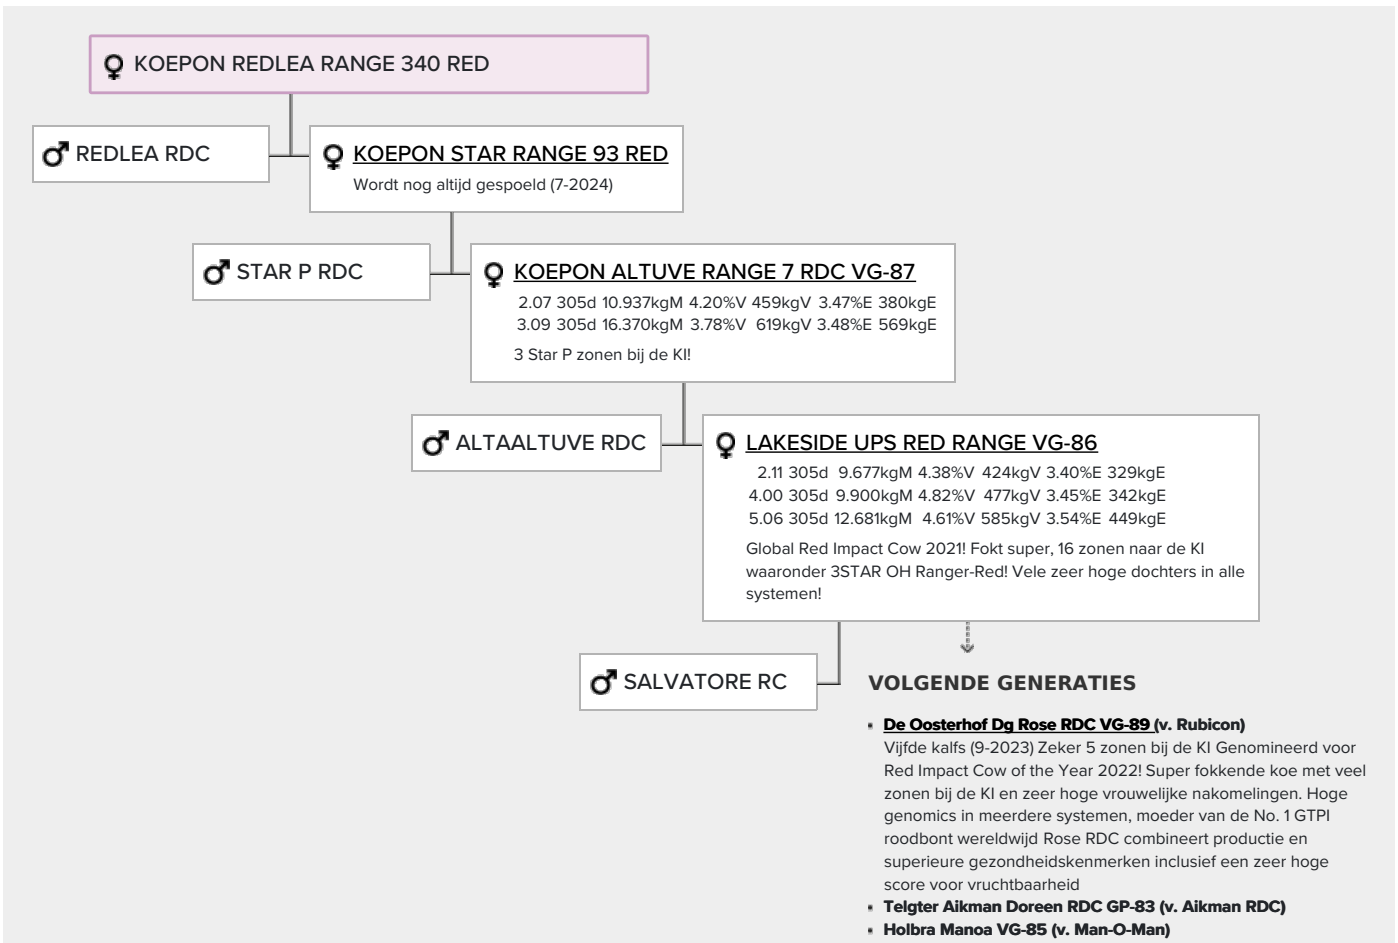 KOEPON REDLEA RANGE 340 RED
REDLEA RDC
KOEPON STAR RANGE 93 RED
Wordt nog altijd gespoeld (7-2024)
STAR P RDC
KOEPON ALTUVE RANGE 7 RDC VG-87
2.07 305d 10.937kgM 4.20%V 459kgV 3.47%E 380kgE
3.09 305d 16.370kgM 3.78%V 619kgV 3.48%E 569kgE
3 Star P zonen bij de KI!
ALTAALTUVE RDC
LAKESIDE UPS RED RANGE VG-86
2.11 305d 9.677kgM 4.38%V 424kgV 3.40%E 329kgE
4.00 305d 9.900kgM 4.82%V 477kgV 3.45%E 342kgE
5.06 305d 12.681kgM 4.61%V 585kgV 3.54%E 449kgE
Global Red Impact Cow 2021! Fokt super, 16 zonen naar de KI
waaronder 3STAR OH Ranger-Red! Vele zeer hoge dochters in alle
systemen!
SALVATORE RC
VOLGENDE GENERATIES
De Oosterhof Dg Rose RDC VG-89 (v. Rubicon)
Vijfde kalfs (9-2023) Zeker 5 zonen bij de KI Genomineerd voor
Red Impact Cow of the Year 2022! Super fokkende koe met veel
zonen bij de KI en zeer hoge vrouwelijke nakomelingen. Hoge
genomics in meerdere systemen, moeder van de No. 1 GTPI
roodbont wereldwijd Rose RDC combineert productie en
superieure gezondheidskenmerken inclusief een zeer hoge
score voor vruchtbaarheid
Telgter Aikman Doreen RDC GP-83 (v. Aikman RDC)
Holbra Manoa VG-85 (v. Man-O-Man)